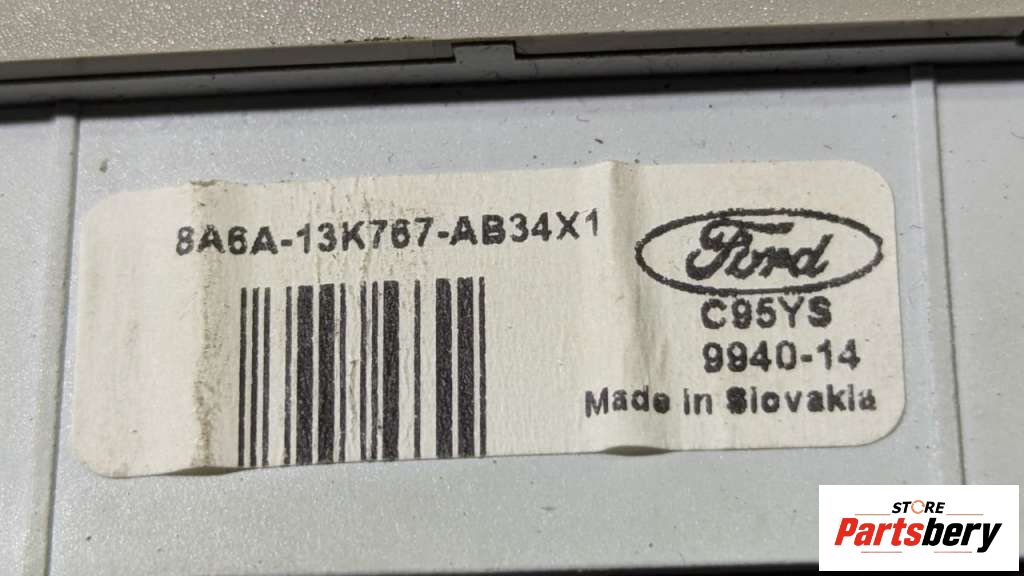 8A6A-13K767-AB34X1
Ford
C95YS
9940-14
Made in Slovakia
STORE
Partsbery